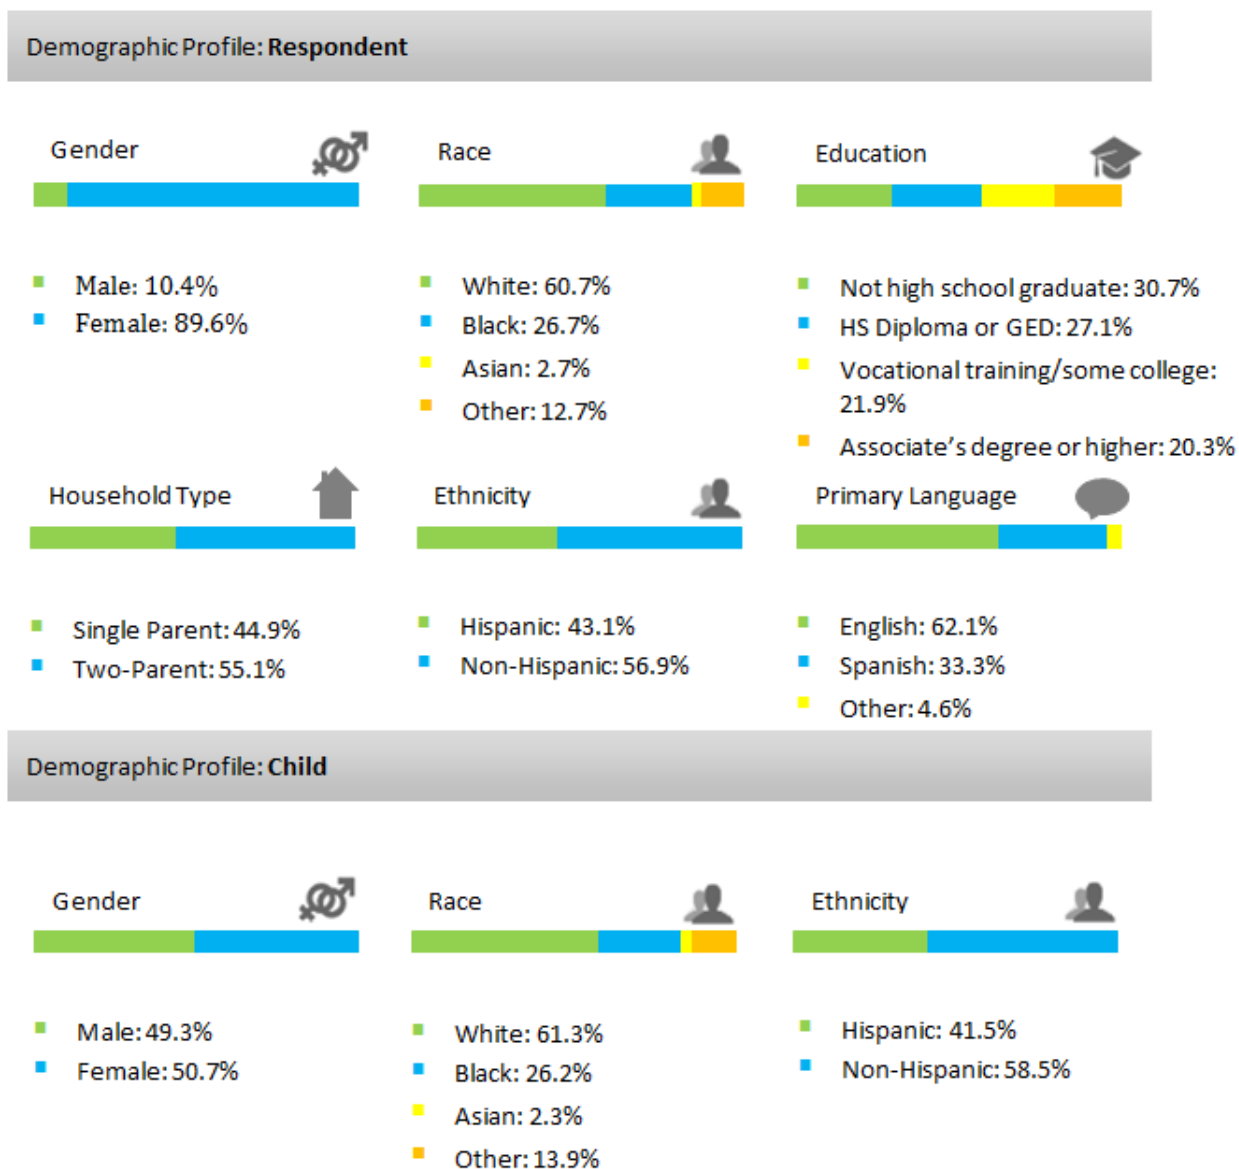 Demographic Profile: Respondent
Gender
Male: 10.4%
Female: 89.6%
Race
White: 60.7%
Black: 26.7%
Asian: 2.7%
Other: 12.7%
Education
Not high school graduate: 30.7%
HS Diploma or GED: 27.1%
Vocational training/some college:
21.9%
Associate's degree or higher: 20.3%
Household Type
Single Parent: 44.9%
Two-Parent: 55.1%
Ethnicity
Hispanic: 43.1%
Non-Hispanic: 56.9%
Primary Language
English: 62.1%
Spanish: 33.3%
Other: 4.6%
Demographic Profile: Child
Gender
Male: 49.3%
Female: 50.7%
Race
White: 61.3%
Black: 26.2%
Asian: 2.3%
Other: 13.9%
Ethnicity
Hispanic: 41.5%
Non-Hispanic: 58.5%